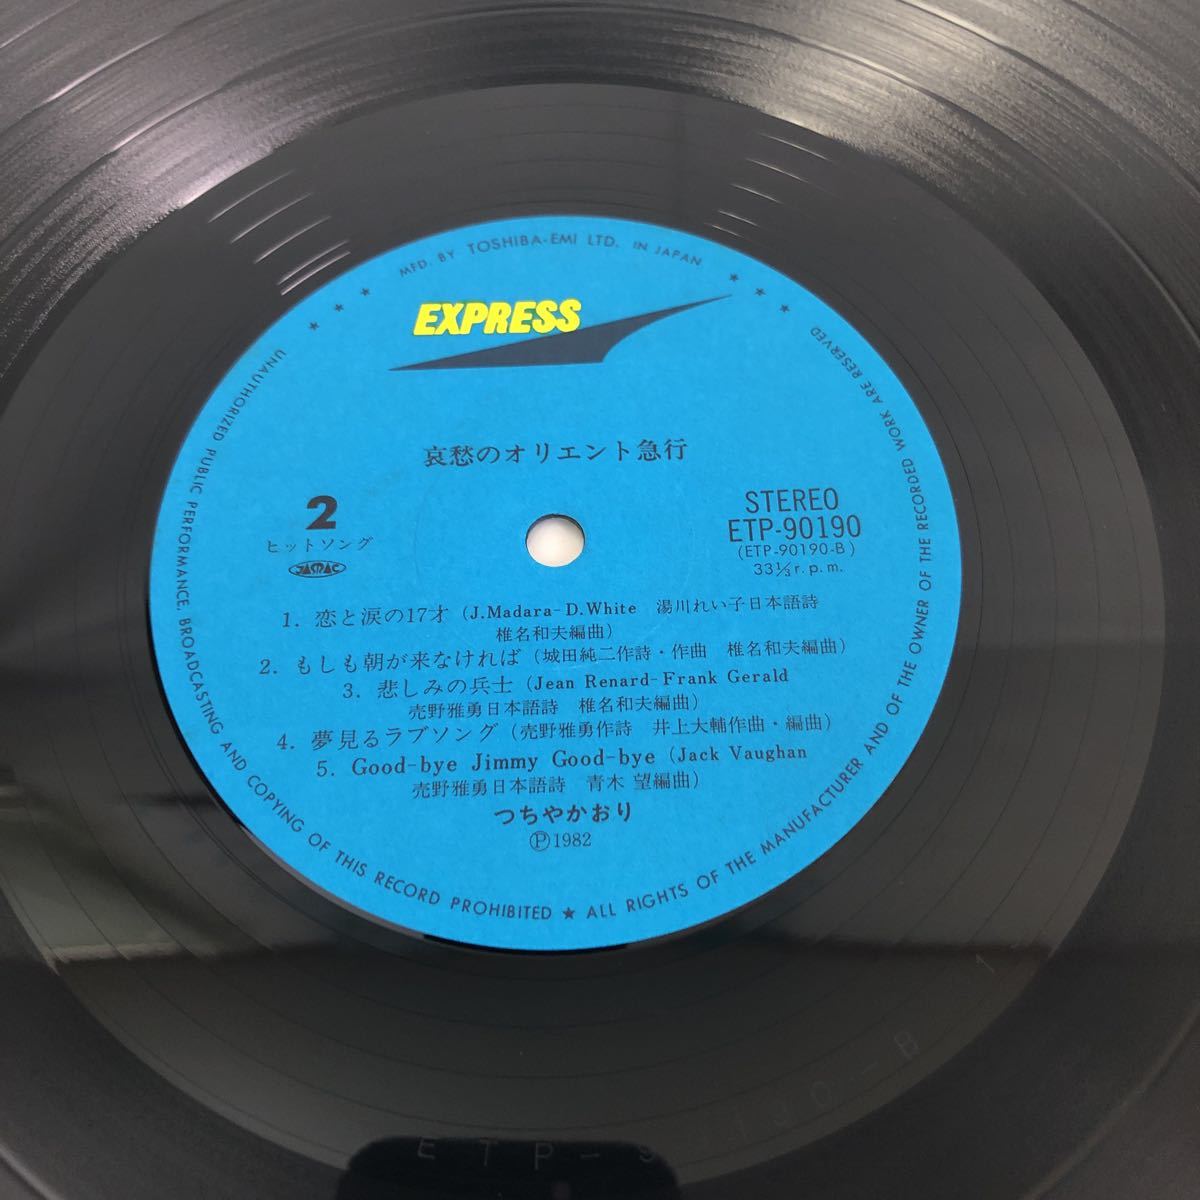 MFD. BY TOSHIBA-EMI LTD. IN JAPAN
EXPRESS
哀愁のオリエント急行
2
ヒットソング
JASRAC
STEREO
ETP-90190
(ETP-90190-B)
33 1/3 r.p.m.
1. 恋と涙の17才 (J.Madara-D.White 湯川れい子日本語詩
椎名和夫編曲)
2. もしも朝が来なければ (城田純二作詩・作曲 椎名和夫編曲)
3. 悲しみの兵士 (Jean Renard-Frank Gerald
売野雅勇日本語詩 椎名和夫編曲)
4. 夢見るラブソング (売野雅勇作詩 井上大輔作曲・編曲)
5. Good-bye Jimmy Good-bye (Jack Vaughan
売野雅勇日本語詩 青木 望編曲)
つちやかおり
Ⓟ1982
★ ★ ★ UNAUTHORIZED PUBLIC PERFORMANCE, BROADCASTING AND COPYING OF THIS RECORD PROHIBITED ★ ALL RIGHTS OF THE MANUFACTURER AND OF THE OWNER OF THE RECORDED WORK ARE RESERVED ★ ★ ★
ETP-90190-B 1